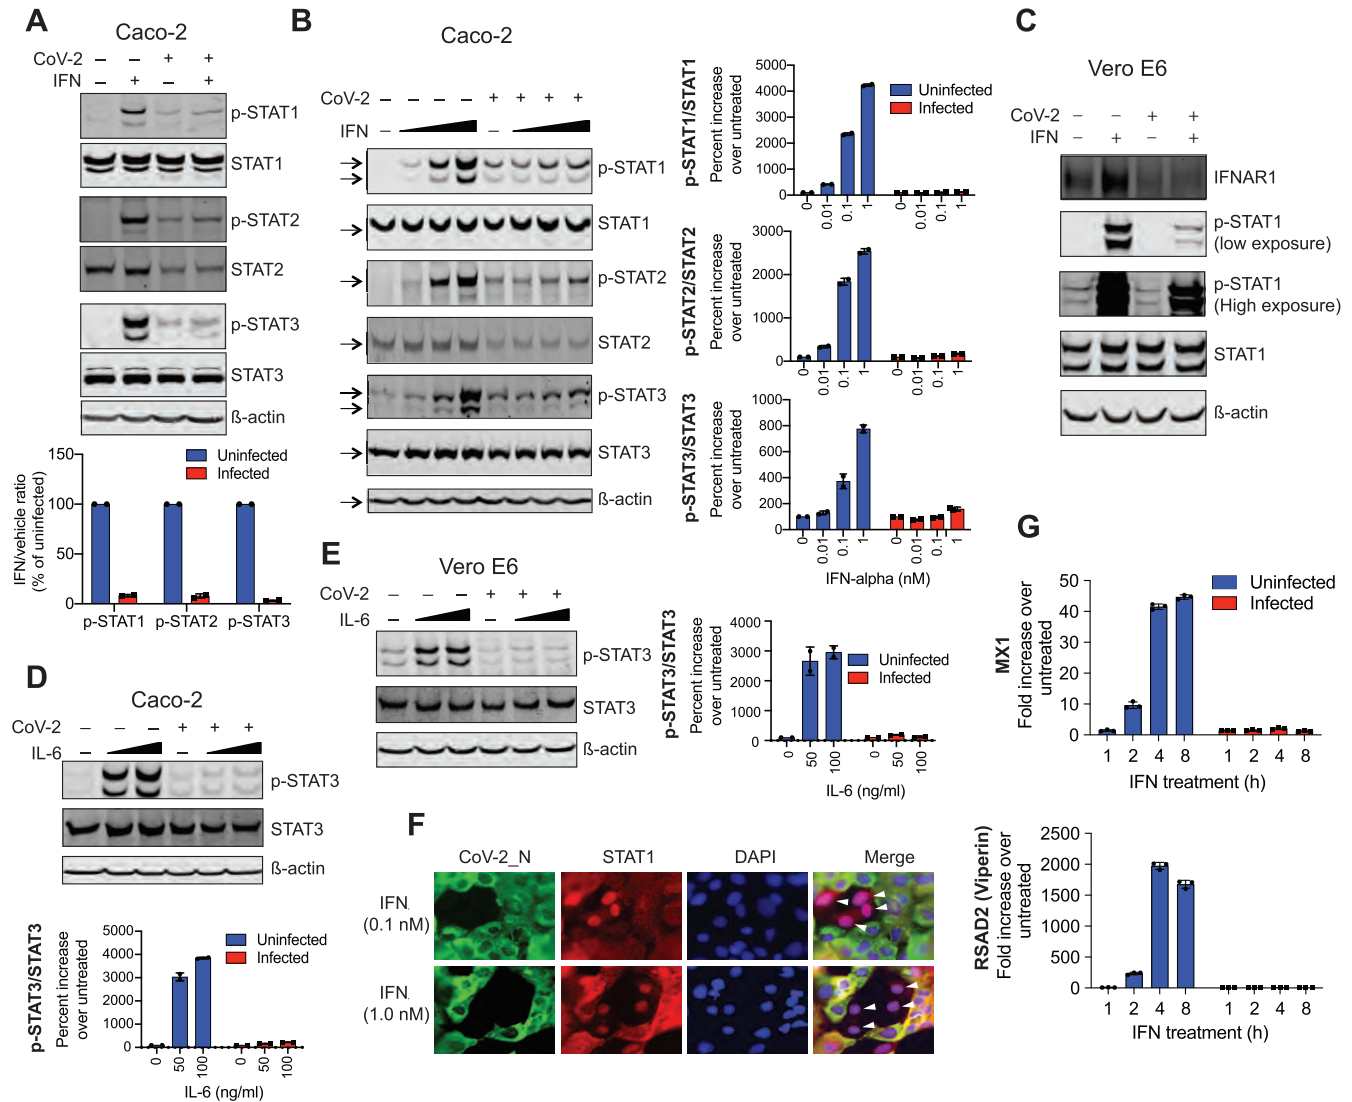 A
Caco-2
CoV-2 – – + +
IFN – + – +
p-STAT1
STAT1
p-STAT2
STAT2
p-STAT3
STAT3
ß-actin
IFN/vehicle ratio
(% of uninfected)
150
100
50
0
Uninfected
Infected
p-STAT1 p-STAT2 p-STAT3
B
Caco-2
CoV-2 – – – – + + + +
IFN –
p-STAT1
STAT1
p-STAT2
STAT2
p-STAT3
STAT3
ß-actin
p-STAT1/STAT1
Percent increase
over untreated
5000
4000
3000
2000
1000
0
Uninfected
Infected
0 0.01 0.1 1 0 0.01 0.1 1
p-STAT2/STAT2
Percent increase
over untreated
3000
2000
1000
0
0 0.01 0.1 1 0 0.01 0.1 1
p-STAT3/STAT3
Percent increase
over untreated
1000
800
600
400
200
0
0 0.01 0.1 1 0 0.01 0.1 1
IFN-alpha (nM)
C
Vero E6
CoV-2 – – + +
IFN – + – +
IFNAR1
p-STAT1
(low exposure)
p-STAT1
(High exposure)
STAT1
ß-actin
D
Caco-2
CoV-2 – – – + + +
IL-6 – –
p-STAT3
STAT3
ß-actin
p-STAT3/STAT3
Percent increase
over untreated
5000
4000
3000
2000
1000
0
Uninfected
Infected
0 50 100 0 50 100
IL-6 (ng/ml)
E
Vero E6
CoV-2 – – – + + +
IL-6 – –
p-STAT3
STAT3
ß-actin
p-STAT3/STAT3
Percent increase
over untreated
4000
3000
2000
1000
0
Uninfected
Infected
0 50 100 0 50 100
IL-6 (ng/ml)
F
CoV-2_N STAT1 DAPI Merge
IFN
(0.1 nM)
IFN
(1.0 nM)
G
MX1
Fold increase over
untreated
50
40
30
20
10
0
Uninfected
Infected
1 2 4 8 1 2 4 8
IFN treatment (h)
RSAD2 (Viperin)
Fold increase over
untreated
2500
2000
1500
1000
500
0
1 2 4 8 1 2 4 8
IFN treatment (h)